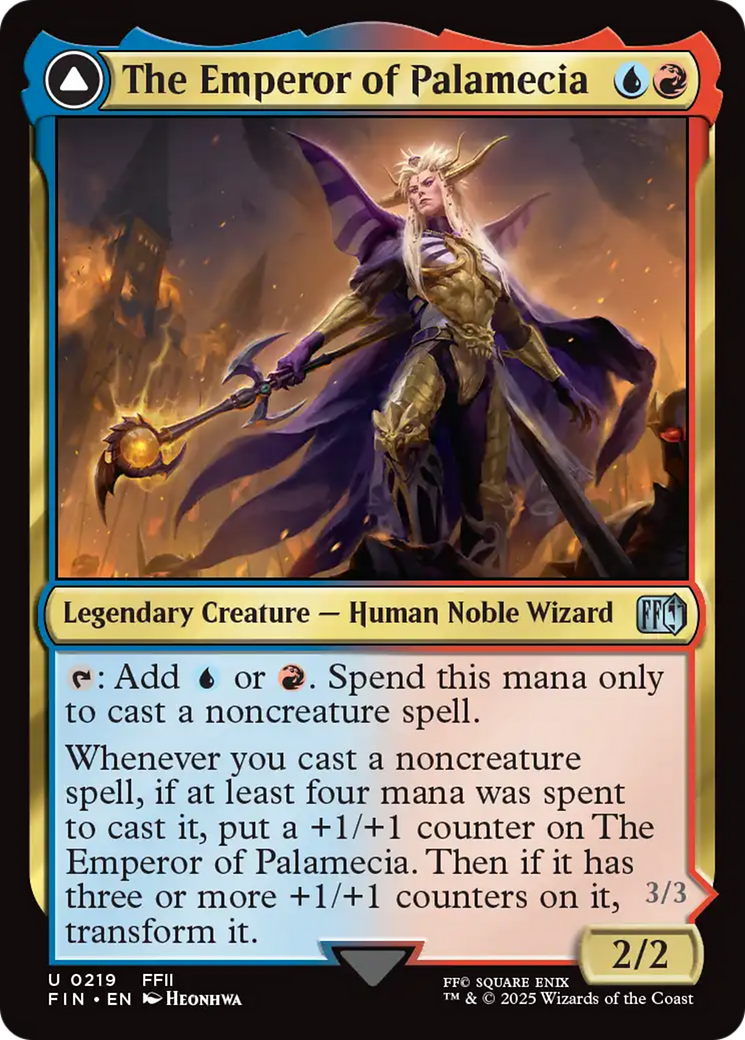 The Emperor of Palamecia
Legendary Creature — Human Noble Wizard
FFII
: Add or . Spend this mana only
to cast a noncreature spell.
Whenever you cast a noncreature
spell, if at least four mana was spent
to cast it, put a +1/+1 counter on The
Emperor of Palamecia. Then if it has
three or more +1/+1 counters on it,
transform it.
3/3
2/2
U 0219 FFII
FIN • EN Heonhwa
FF© SQUARE ENIX
™ & © 2025 Wizards of the Coast